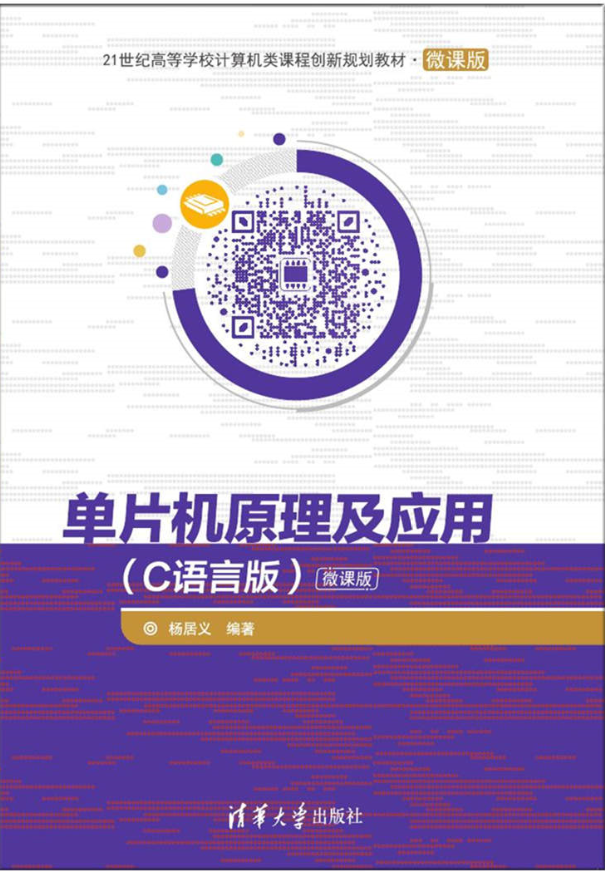 21世纪高等学校计算机类课程创新规划教材·微课版
单片机原理及应用
（C语言版）微课版
◎ 杨居义 编著
清华大学出版社